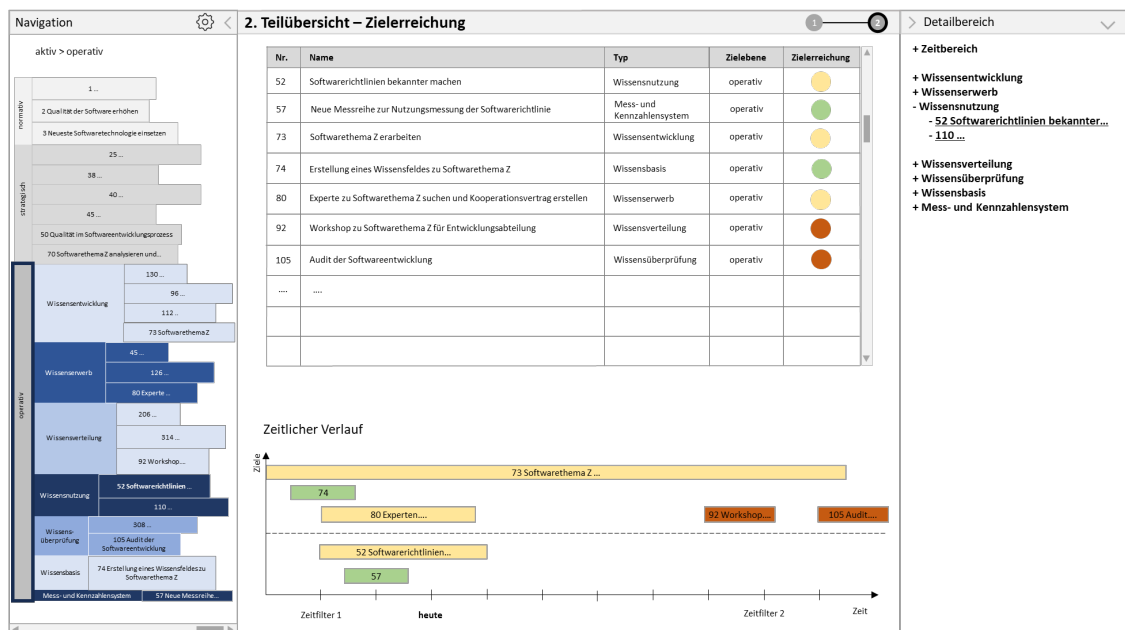 Navigation
aktiv > operativ
normativ
1 ...
2 Qualität der Software erhöhen
3 Neueste Softwaretechnologie einsetzen
strategisch
25 ...
38 ...
40 ...
45 ...
50 Qualität im Softwareentwicklungsprozess
70 Softwarethema Z analysieren und...
operativ
Wissensentwicklung
130 ...
96 ...
112 ..
73 Softwarethema Z
Wissenserwerb
45 ...
126 ...
80 Experte ...
Wissensverteilung
206 ...
314 ...
92 Workshop....
Wissensnutzung
52 Softwarerichtlinien ...
110 ...
Wissens-
überprüfung
308 ...
105 Audit der
Softwareentwicklung
Wissensbasis
74 Erstellung eines Wissensfeldes zu
Softwarethema Z
Mess- und Kennzahlensystem
57 Neue Messreihe...
2. Teilübersicht – Zielerreichung
1
2
Nr. Name Typ Zielebene Zielerreichung
52 Softwarerichtlinien bekannter machen Wissensnutzung operativ
57 Neue Messreihe zur Nutzungsmessung der Softwarerichtlinie Mess- und
Kennzahlensystem operativ
73 Softwarethema Z erarbeiten Wissensentwicklung operativ
74 Erstellung eines Wissensfeldes zu Softwarethema Z Wissensbasis operativ
80 Experte zu Softwarethema Z suchen und Kooperationsvertrag erstellen Wissenserwerb operativ
92 Workshop zu Softwarethema Z für Entwicklungsabteilung Wissensverteilung operativ
105 Audit der Softwareentwicklung Wissensüberprüfung operativ
.... ....
Zeitlicher Verlauf
Ziele
73 Softwarethema Z ...
74
80 Experten....
92 Workshop....
105 Audit....
52 Softwarerichtlinien...
57
Zeitfilter 1
heute
Zeitfilter 2
Zeit
Detailbereich
+ Zeitbereich
+ Wissensentwicklung
+ Wissenserwerb
- Wissensnutzung
- 52 Softwarerichtlinien bekannter...
- 110 ...
+ Wissensverteilung
+ Wissensüberprüfung
+ Wissensbasis
+ Mess- und Kennzahlensystem